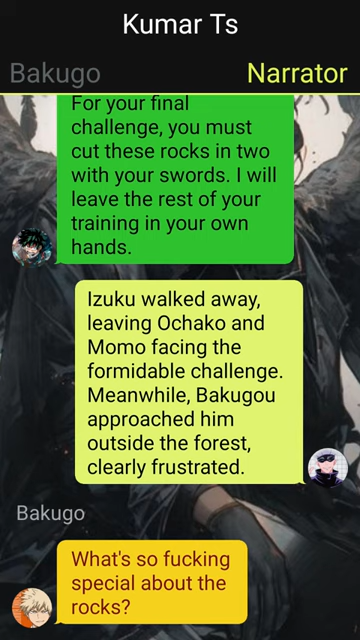 Kumar Ts
Bakugo
Narrator
For your final
challenge, you must
cut these rocks in two
with your swords. I will
leave the rest of your
training in your own
hands.
Izuku walked away,
leaving Ochako and
Momo facing the
formidable challenge.
Meanwhile, Bakugou
approached him
outside the forest,
clearly frustrated.
Bakugo
What's so fucking
special about the
rocks?